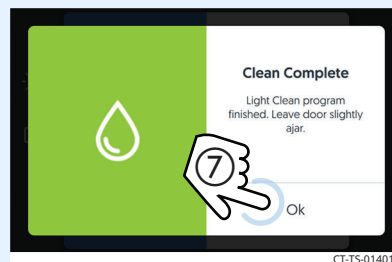 Clean Complete
Light Clean program
finished. Leave door slightly
ajar.
7
Ok
CT-TS-01401